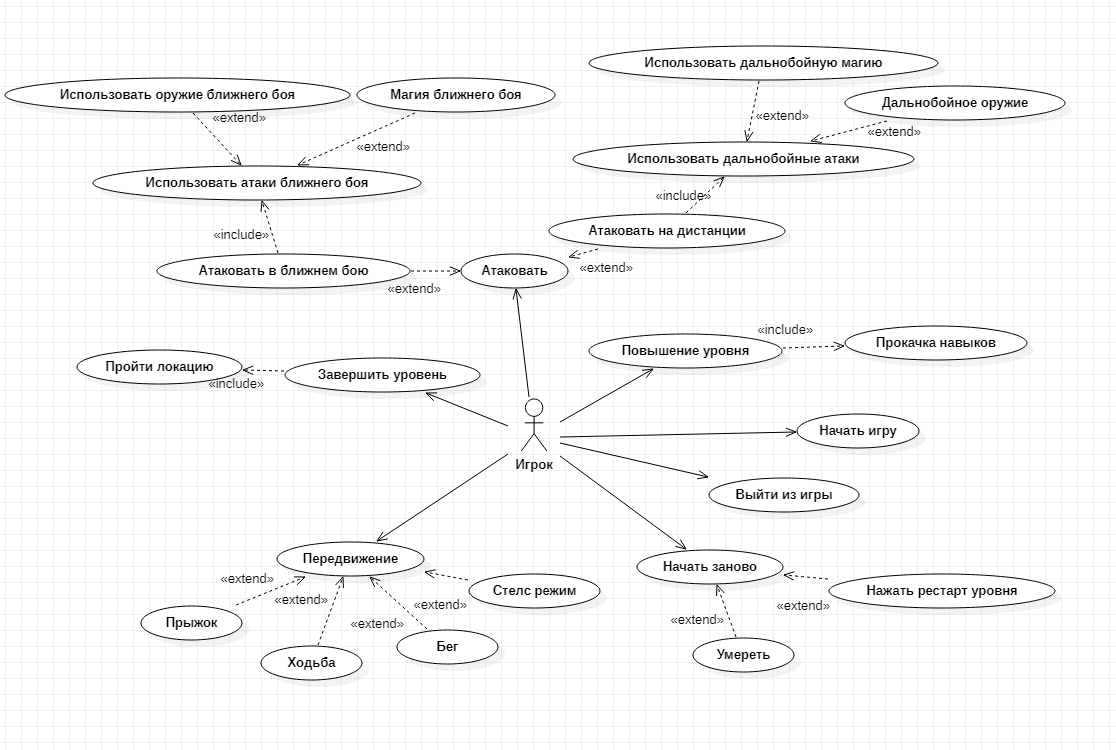 Использовать дальнобойную магию
Использовать оружие ближнего боя
Магия ближнего боя
Дальнобойное оружие
«extend»
«extend»
«extend»
«extend»
Использовать дальнобойные атаки
Использовать атаки ближнего боя
«include»
Атаковать на дистанции
«include»
Атаковать в ближнем бою
Атаковать
«extend»
«extend»
«include»
Прокачка навыков
Повышение уровня
Пройти локацию
Завершить уровень
«include»
Начать игру
Игрок
Выйти из игры
Передвижение
Начать заново
«extend»
Стелс режим
Нажать рестарт уровня
«extend»
«extend»
«extend»
Прыжок
«extend»
«extend»
Бег
Умереть
Ходьба